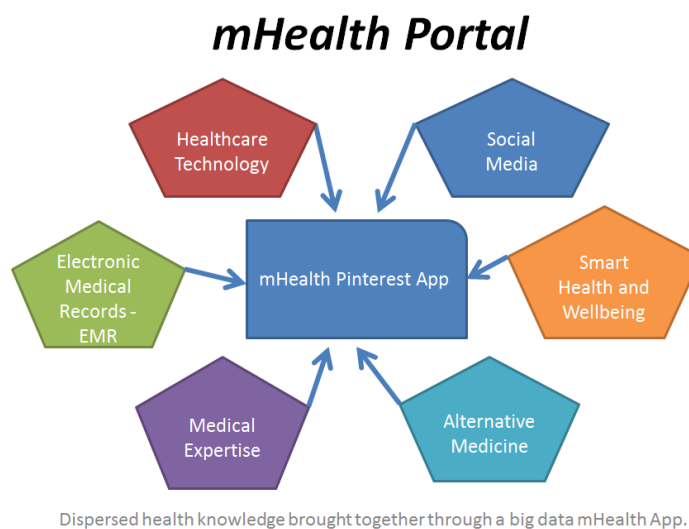 mHealth Portal
Healthcare
Technology
Social
Media
Electronic
Medical
Records -
EMR
mHealth Pinterest App
Smart
Health and
Wellbeing
Medical
Expertise
Alternative
Medicine
Dispersed health knowledge brought together through a big data mHealth App.